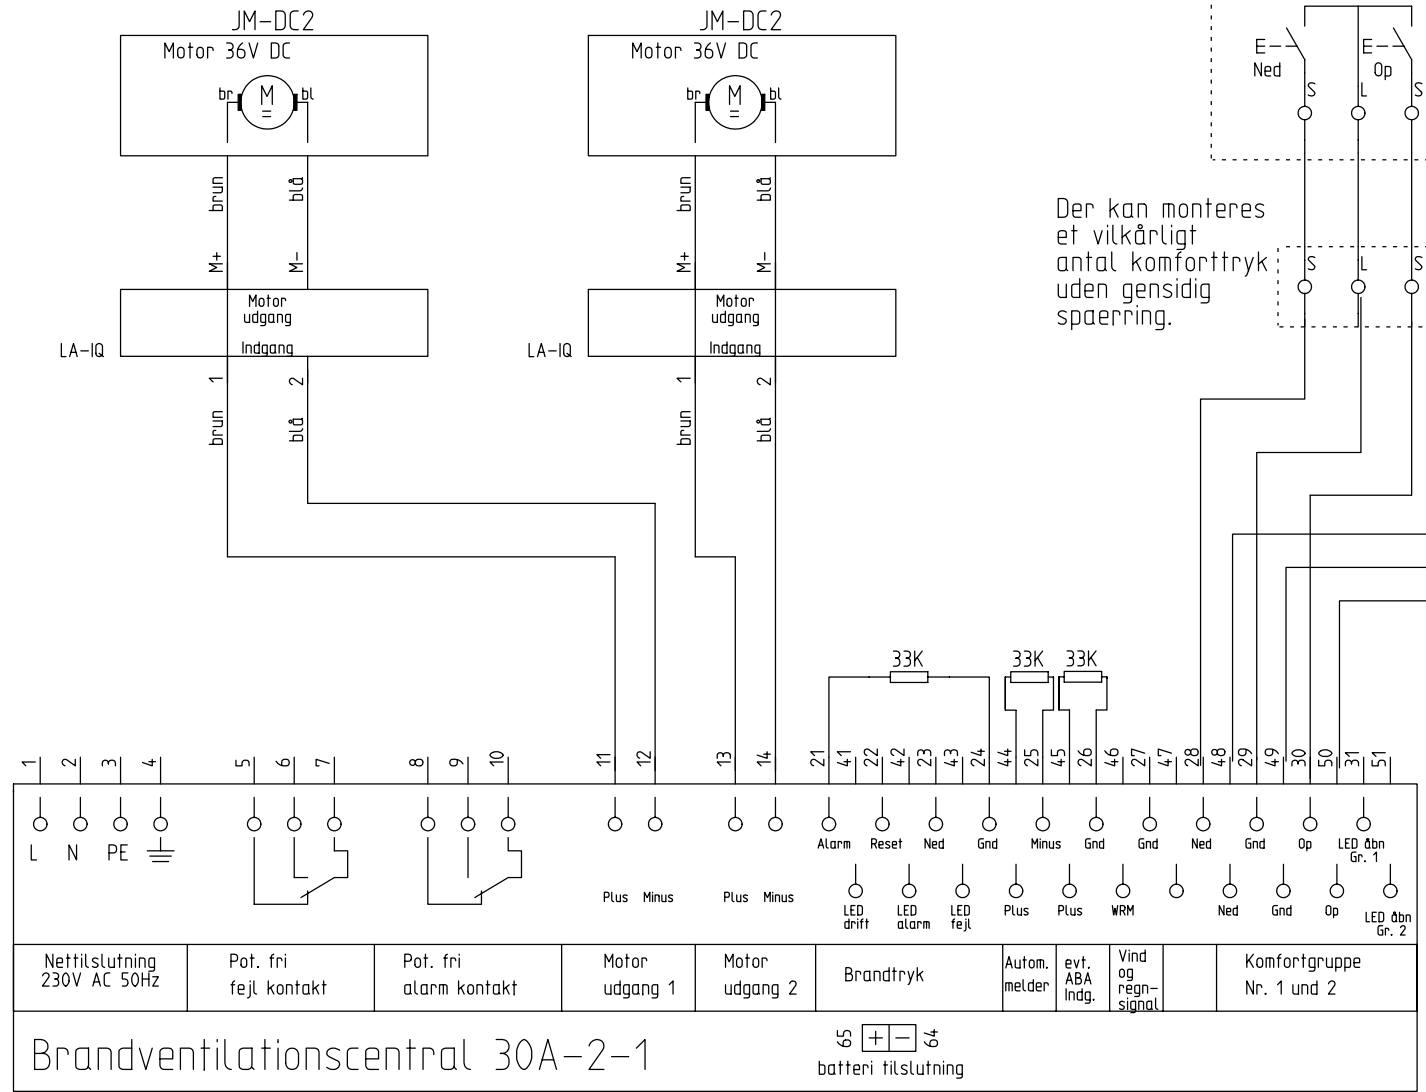 JM-DC2
Motor 36V DC
br M bl
brun blå
M+ M-
Motor
udgang
Indgang
LA-IQ
1 2
brun blå
JM-DC2
Motor 36V DC
br M bl
brun blå
M+ M-
Motor
udgang
Indgang
LA-IQ
1 2
brun blå
E E
Ned Op
S L S
Der kan monteres
et vilkårligt
antal komforttryk
uden gensidig
spaerring.
S L S
33K 33K 33K
1 2 3 4 5 6 7 8 9 10 11 12 13 14 21 41 22 42 23 43 24 44 25 45 26 46 27 47 28 48 29 49 30 50 31 51
L N PE
Alarm Reset Ned Gnd Minus Gnd Gnd Ned Gnd Op LED åbn
Gr. 1
Plus Minus Plus Minus
LED
drift
LED
alarm
LED
fejl
Plus Plus WRM Ned Gnd Op LED åbn
Gr. 2
Nettilslutning
230V AC 50Hz
Pot. fri
fejl kontakt
Pot. fri
alarm kontakt
Motor
udgang 1
Motor
udgang 2
Brandtryk
Autom.
melder
evt.
ABA
Indg.
Vind
og
regn-
signal
Komfortgruppe
Nr. 1 und 2
Brandventilationscentral 30A-2-1
65 + - 64
batteri tilslutning